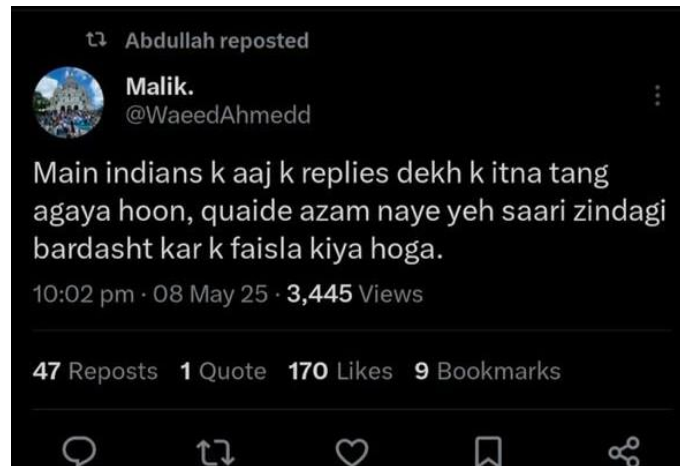 Abdullah reposted
Malik.
@WaeedAhmedd
Main indians k aaj k replies dekh k itna tang
agaya hoon, quaide azam naye yeh saari zindagi
bardasht kar k faisla kiya hoga.
10:02 pm · 08 May 25 · 3,445 Views
47 Reposts 1 Quote 170 Likes 9 Bookmarks